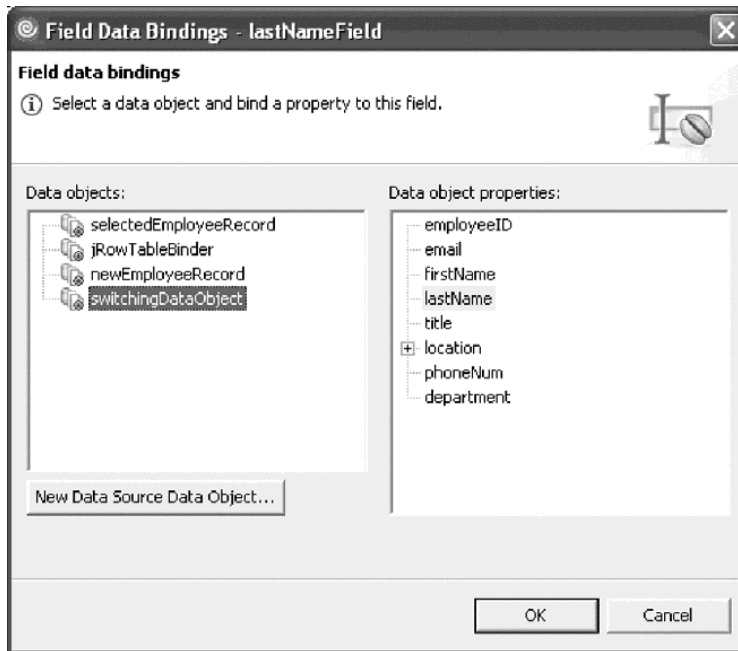 Field Data Bindings - lastNameField
Field data bindings
Select a data object and bind a property to this field.
Data objects:
selectedEmployeeRecord
jRowTableBinder
newEmployeeRecord
switchingDataObject
New Data Source Data Object...
Data object properties:
employeeID
email
firstName
lastName
title
location
phoneNum
department
OK
Cancel